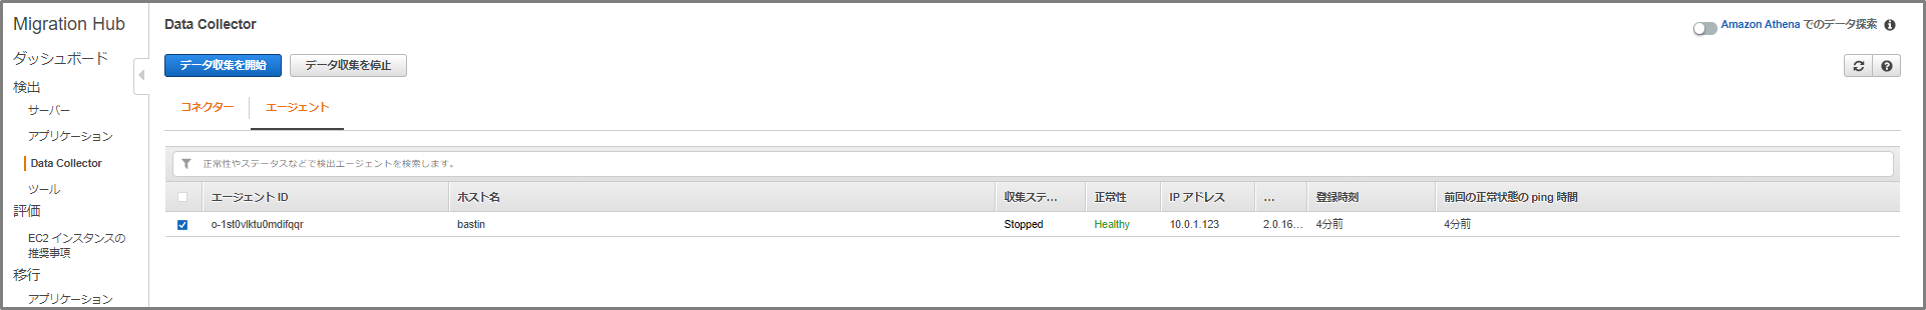 Migration Hub
ダッシュボード
検出
サーバー
アプリケーション
Data Collector
ツール
評価
EC2 インスタンスの
推奨事項
移行
アプリケーション
Data Collector
Amazon Athena でのデータ探索
データ収集を開始
データ収集を停止
コネクター
エージェント
正常性やステータスなどで検出エージェントを検索します。
エージェント ID ホスト名 収集ステ... 正常性 IP アドレス ... 登録時刻 前回の正常状態の ping 時間
o-1st0vlktu0mdifqqr bastin Stopped Healthy 10.0.1.123 2.0.16... 4分前 4分前